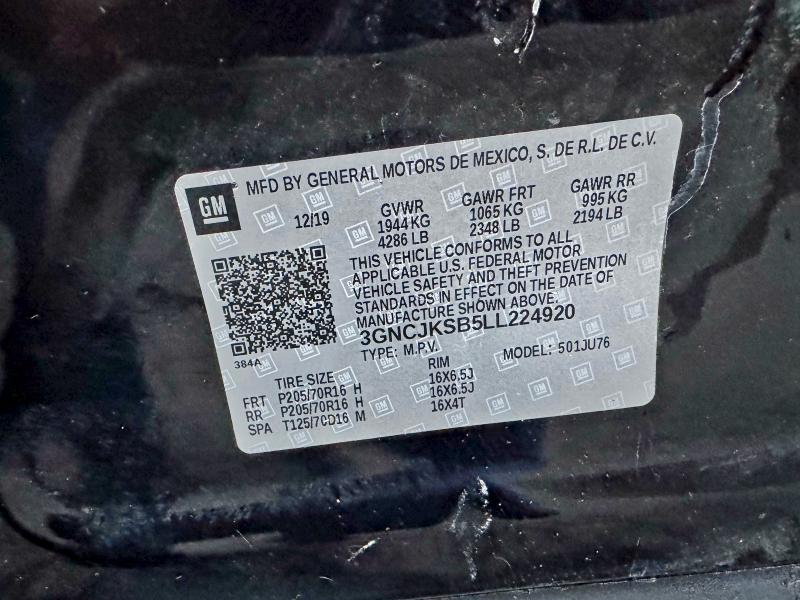 GM
MFD BY GENERAL MOTORS DE MEXICO, S. DE R.L. DE C.V.
12/19 GVWR GAWR FRT GAWR RR
1944 KG 1065 KG 995 KG
4286 LB 2348 LB 2194 LB
THIS VEHICLE CONFORMS TO ALL
APPLICABLE U.S. FEDERAL MOTOR
VEHICLE SAFETY AND THEFT PREVENTION
STANDARDS IN EFFECT ON THE DATE OF
MANUFACTURE SHOWN ABOVE.
3GNCJKSB5LL224920
TYPE: M.P.V. MODEL: 501JU76
384A
TIRE SIZE RIM
FRT P205/70R16 H 16X6.5J
RR P205/70R16 H 16X6.5J
SPA T125/70D16 M 16X4T